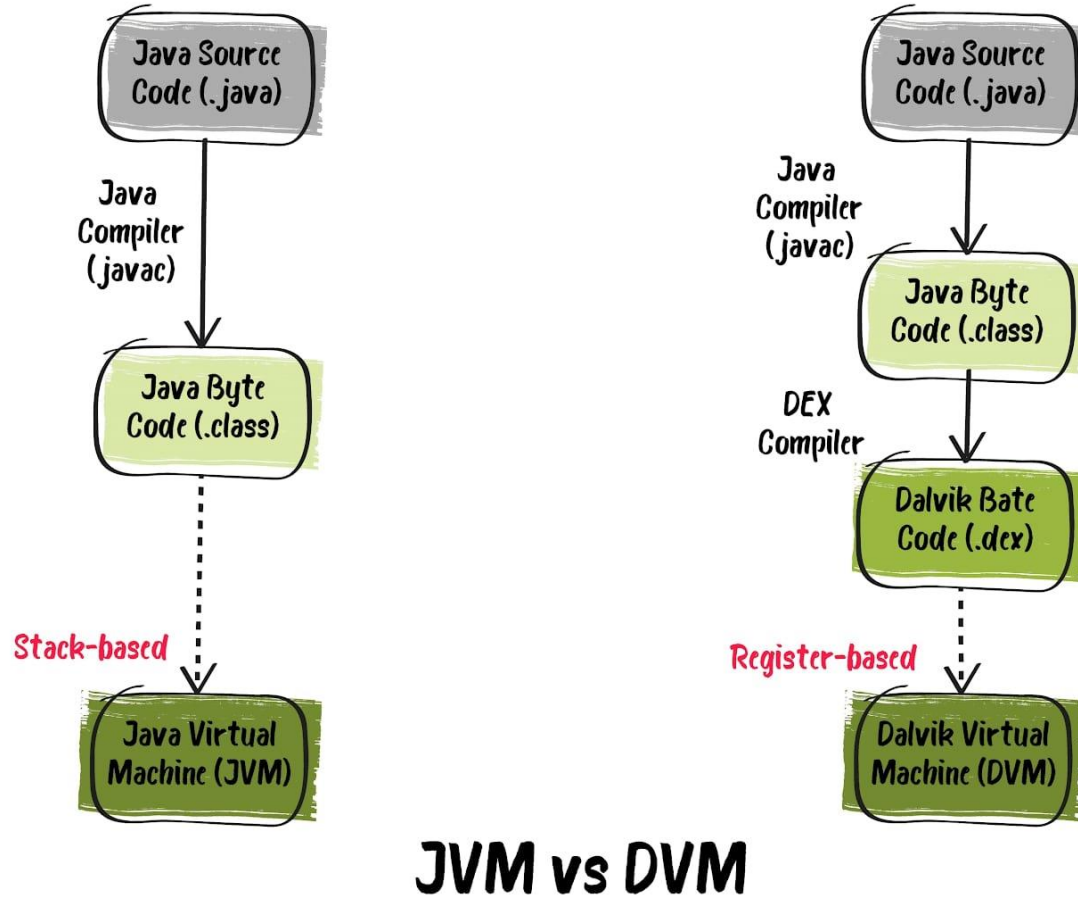 Java Source
Code (.java)
Java
Compiler
(javac)
Java Byte
Code (.class)
Stack-based
Java Virtual
Machine (JVM)
Java Source
Code (.java)
Java
Compiler
(javac)
Java Byte
Code (.class)
DEX
Compiler
Dalvik Bate
Code (.dex)
Register-based
Dalvik Virtual
Machine (DVM)
JVM vs DVM